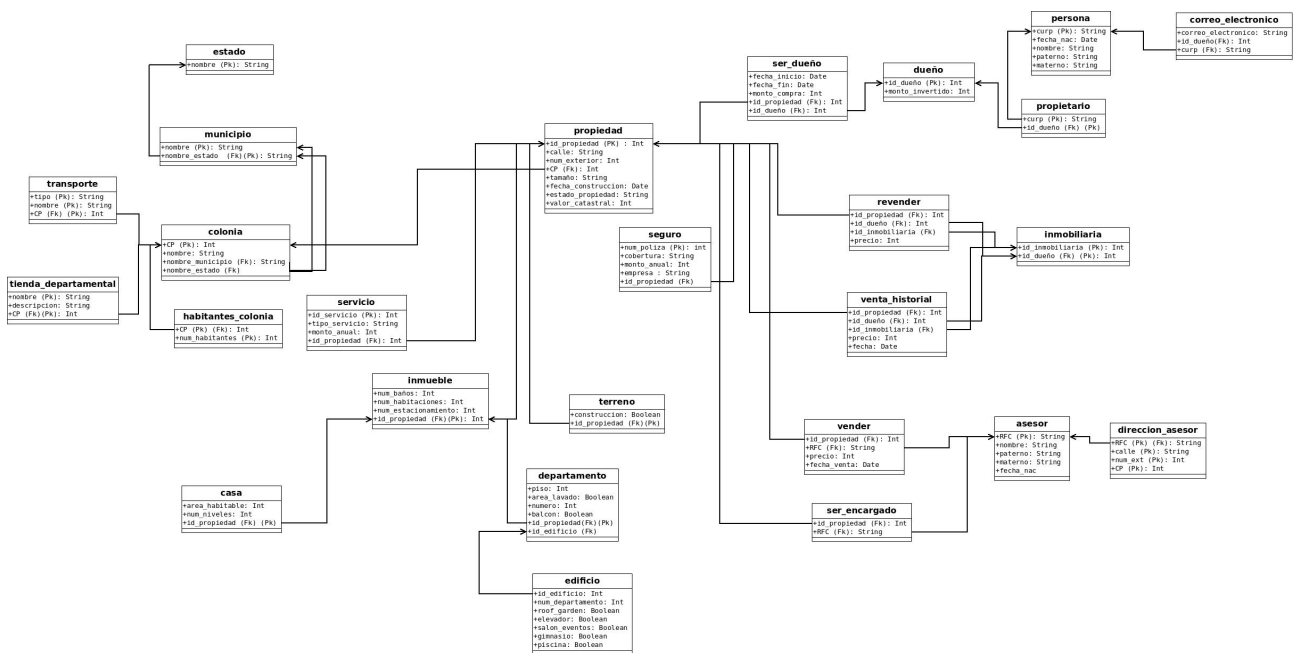 persona
+curp (Pk): String
+fecha_nac: Date
+nombre: String
+paterno: String
+materno: String
correo_electronico
+correo_electronico: String
+id_dueño(Fk): Int
+curp (Fk): String
estado
+nombre (Pk): String
ser_dueño
+fecha_inicio: Date
+fecha_fin: Date
+monto_compra: Int
+id_propiedad (Fk): Int
+id_dueño (Fk): Int
dueño
+id_dueño (Pk): Int
+monto_invertido: Int
propietario
+curp (Pk): String
+id_dueño (Fk) (Pk)
municipio
+nombre (Pk): String
+nombre_estado (Fk)(Pk): String
propiedad
+id_propiedad (PK) : Int
+calle: String
+num_exterior: Int
+CP (Fk): Int
+tamaño: String
+fecha_construccion: Date
+estado_propiedad: String
+valor_catastral: Int
transporte
+tipo (Pk): String
+nombre (Pk): String
+CP (Fk) (Pk): Int
colonia
+CP (Pk): Int
+nombre: String
+nombre_municipio (Fk): String
+nombre_estado (Fk)
revender
+id_propiedad (Fk): Int
+id_dueño (Fk): Int
+id_inmobiliaria (Fk)
+precio: Int
inmobiliaria
+id_inmobiliaria (Pk): Int
+id_dueño (Fk) (Pk): Int
seguro
+num_poliza (Pk): int
+cobertura: String
+monto_anual: Int
+empresa : String
+id_propiedad (Fk)
tienda_departamental
+nombre (Pk): String
+descripcion: String
+CP (Fk)(Pk): Int
habitantes_colonia
+CP (Pk) (Fk): Int
+num_habitantes (Pk): Int
servicio
+id_servicio (Pk): Int
+tipo_servicio: String
+monto_anual: Int
+id_propiedad (Fk): Int
venta_historial
+id_propiedad (Fk): Int
+id_dueño (Fk): Int
+id_inmobiliaria (Fk)
+precio: Int
+fecha: Date
inmueble
+num_baños: Int
+num_habitaciones: Int
+num_estacionamiento: Int
+id_propiedad (Fk)(Pk): Int
terreno
+construccion: Boolean
+id_propiedad (Fk)(Pk)
vender
+id_propiedad (Fk): Int
+RFC (Fk): String
+precio: Int
+fecha_venta: Date
asesor
+RFC (Pk): String
+nombre: String
+paterno: String
+materno: String
+fecha_nac
direccion_asesor
+RFC (Pk) (Fk): String
+calle (Pk): String
+num_ext (Pk): Int
+CP (Pk): Int
casa
+area_habitable: Int
+num_niveles: Int
+id_propiedad (Fk) (Pk)
departamento
+piso: Int
+area_lavado: Boolean
+numero: Int
+balcon: Boolean
+id_propiedad(Fk)(Pk)
+id_edificio (Fk)
ser_encargado
+id_propiedad (Fk): Int
+RFC (Fk): String
edificio
+id_edificio: Int
+num_departamento: Int
+roof_garden: Boolean
+elevador: Boolean
+salon_eventos: Boolean
+gimnasio: Boolean
+piscina: Boolean